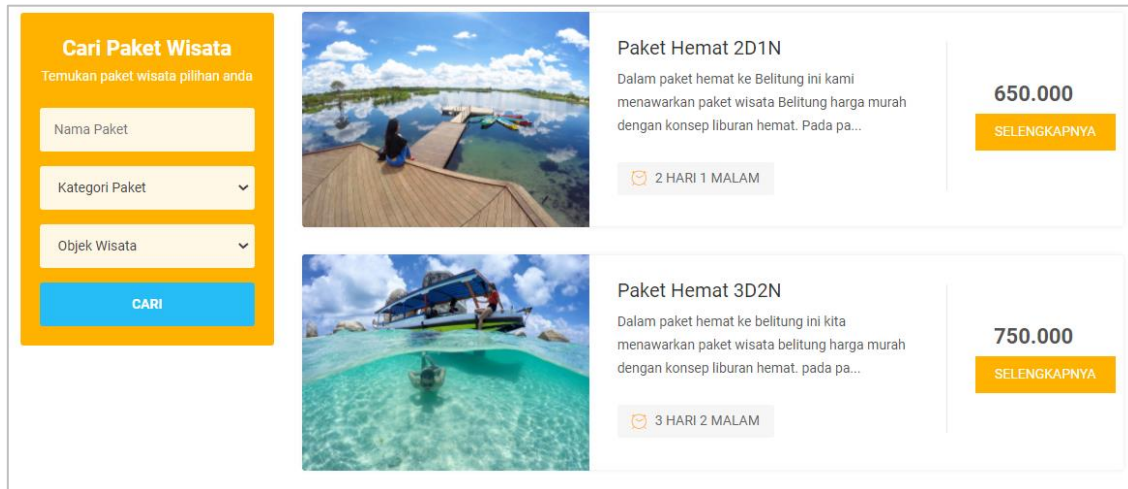 Cari Paket Wisata
Temukan paket wisata pilihan anda
Nama Paket
Kategori Paket
Objek Wisata
CARI
Paket Hemat 2D1N
Dalam paket hemat ke Belitung ini kami
menawarkan paket wisata Belitung harga murah
dengan konsep liburan hemat. Pada pa...
2 HARI 1 MALAM
650.000
SELENGKAPNYA
Paket Hemat 3D2N
Dalam paket hemat ke belitung ini kita
menawarkan paket wisata belitung harga murah
dengan konsep liburan hemat. pada pa...
3 HARI 2 MALAM
750.000
SELENGKAPNYA